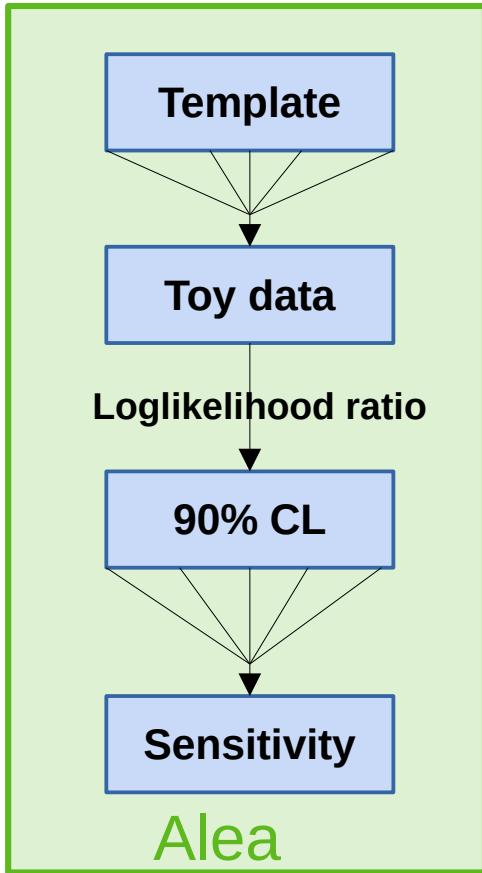 Template
Toy data
Loglikelihood ratio
90% CL
Sensitivity
Alea